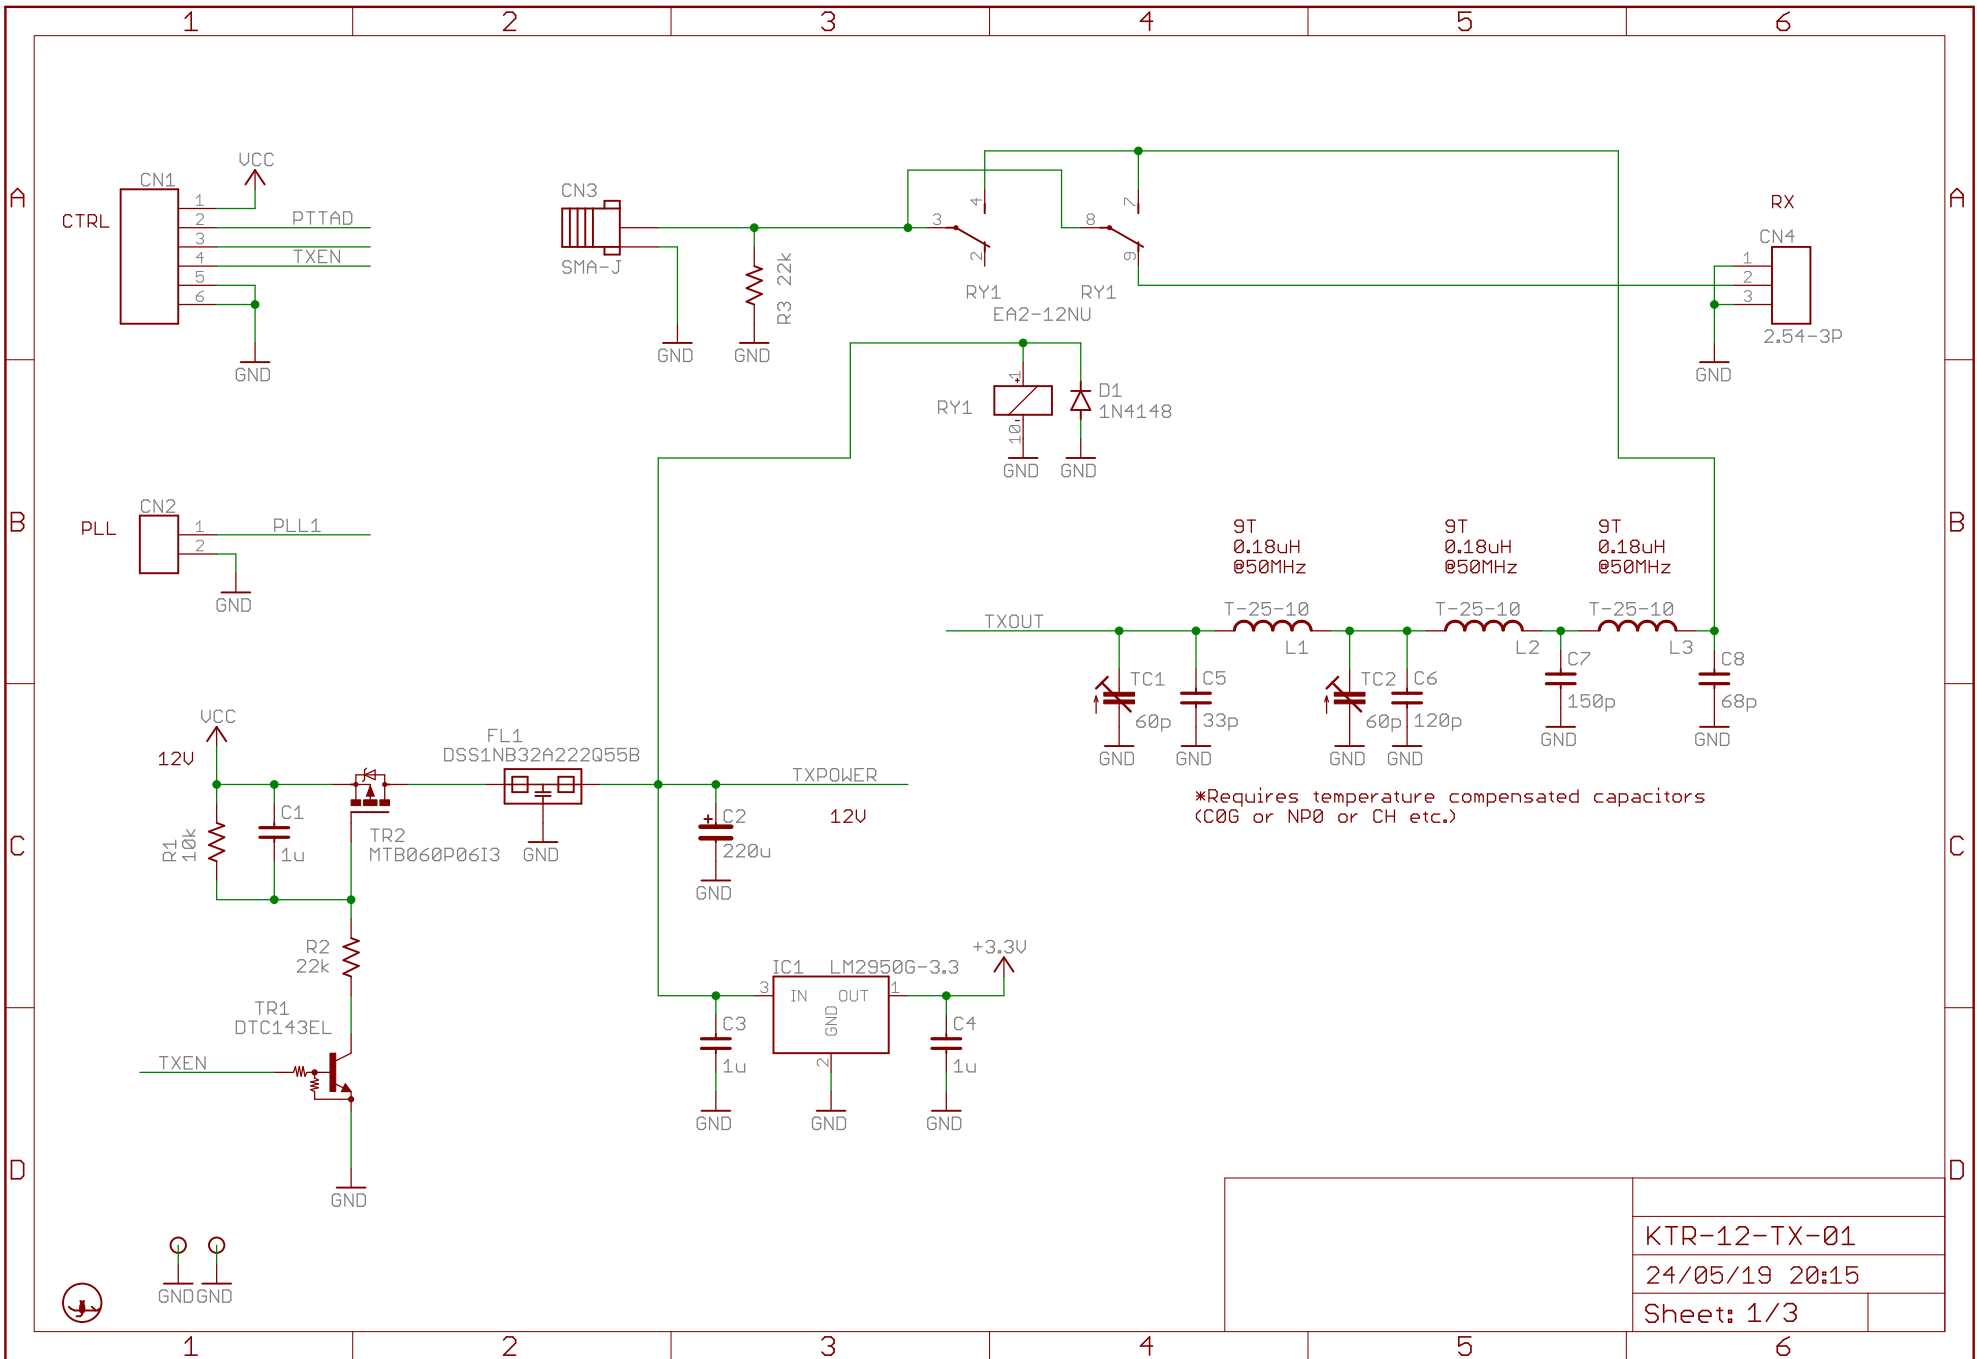 1 2 3 4 5 6
A A
B B
C C
D D
CTRL
CN1
VCC
1
2 PTTAD
3
4 TXEN
5
6
GND
CN3
SMA-J
GND
R3 22k
GND
3
4
2
RY1
8
7
9
RY1
EA2-12NU
RX
CN4
1
2
3
2.54-3P
GND
RY1
1
+
-
10
GND
D1
1N4148
GND
PLL
CN2
1 PLL1
2
GND
9T
0.18uH
@50MHz
9T
0.18uH
@50MHz
9T
0.18uH
@50MHz
TXOUT
T-25-10
L1
T-25-10
L2
T-25-10
L3
TC1
60p
GND
C5
33p
GND
TC2
60p
GND
C6
120p
GND
C7
150p
GND
C8
68p
GND
*Requires temperature compensated capacitors
(C0G or NP0 or CH etc.)
VCC
12V
R1
10k
C1
1u
TR2
MTB060P06I3
FL1
DSS1NB32A222Q55B
GND
TXPOWER
12V
+
C2
220u
GND
R2
22k
TR1
DTC143EL
TXEN
GND
IC1 LM2950G-3.3
3 IN OUT 1
GND
2
GND
+3.3V
C3
1u
GND
C4
1u
GND
GND GND
KTR-12-TX-01
24/05/19 20:15
Sheet: 1/3
1 2 3 4 5 6